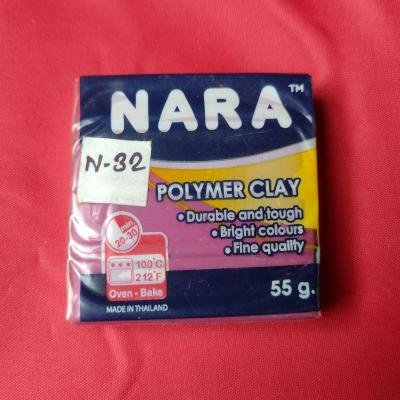 NARA™
N-32
POLYMER CLAY
• Durable and tough
• Bright colours
• Fine quality
min.
20-30
100°C
212°F
Oven - Bake
55 g.
MADE IN THAILAND